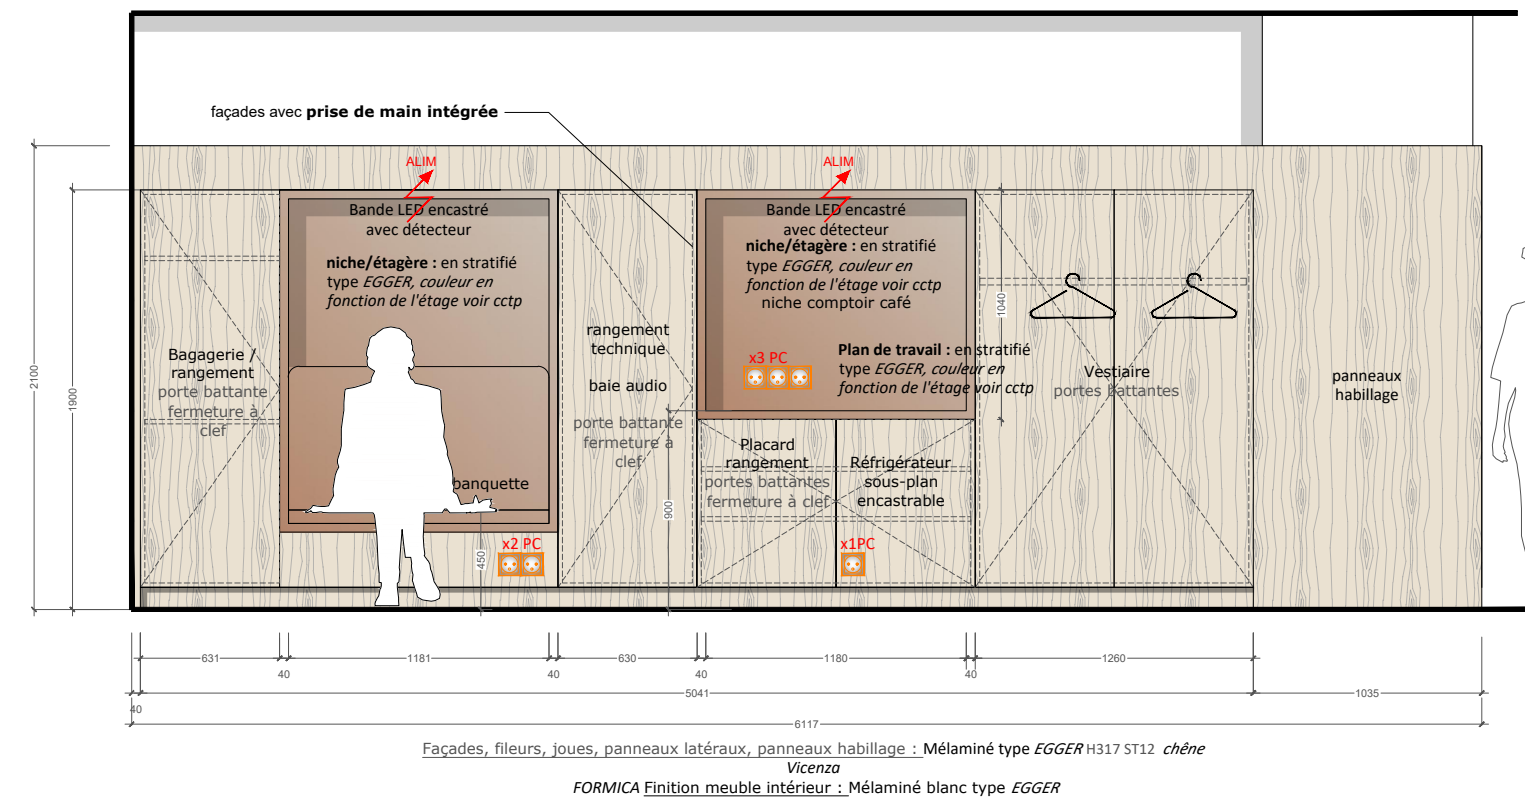 façades avec prise de main intégrée
ALIM
ALIM
Bande LED encastré
avec détecteur
niche/étagère : en stratifié
type EGGER, couleur en
fonction de l'étage voir cctp
Bande LED encastré
avec détecteur
niche/étagère : en stratifié
type EGGER, couleur en
fonction de l'étage voir cctp
niche comptoir café
Bagagerie /
rangement
porte battante
fermeture à
clef
rangement
technique
baie audio
porte battante
fermeture à
clef
x3 PC
Plan de travail : en stratifié
type EGGER, couleur en
fonction de l'étage voir cctp
Vestiaire
portes battantes
panneaux
habillage
banquette
x2 PC
Placard
rangement
portes battantes
fermeture à clef
Réfrigérateur
sous-plan
encastrable
x1PC
2100
1900
450
900
1040
631
40
1181
40
630
40
1180
40
1260
40
5041
1035
6117
Façades, fileurs, joues, panneaux latéraux, panneaux habillage : Mélaminé type EGGER H317 ST12 chêne
Vicenza
FORMICA Finition meuble intérieur : Mélaminé blanc type EGGER